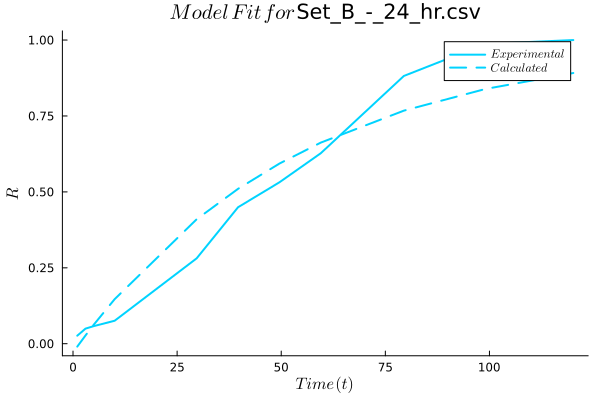 Model Fit for Set_B_-_24_hr.csv
1.00
Experimental
Calculated
0.75
R
0.50
0.25
0.00
0 25 50 75 100
Time (t)